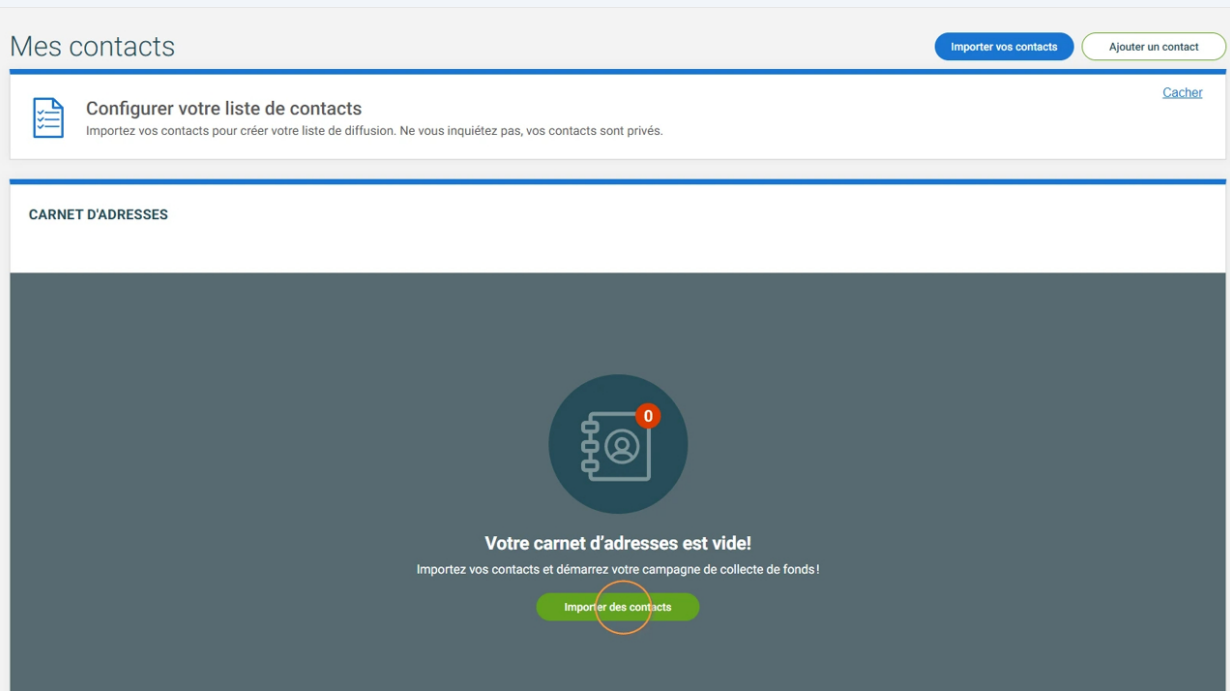 Mes contacts
Importer vos contacts
Ajouter un contact
Cacher
Configurer votre liste de contacts
Importez vos contacts pour créer votre liste de diffusion. Ne vous inquiétez pas, vos contacts sont privés.
CARNET D'ADRESSES
0
Votre carnet d’adresses est vide!
Importez vos contacts et démarrez votre campagne de collecte de fonds !
Importer des contacts